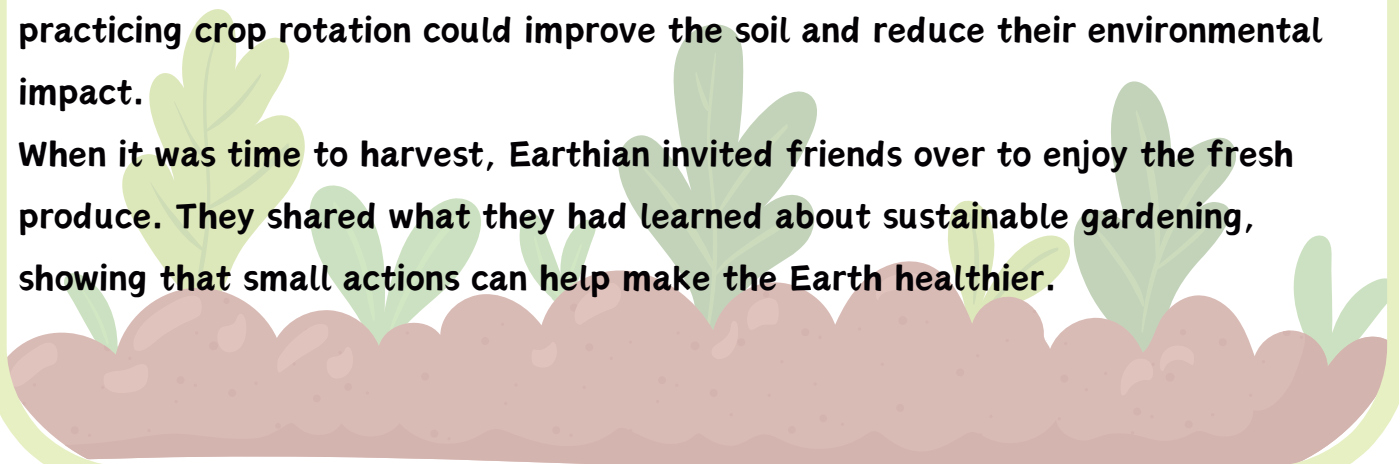 practicing crop rotation could improve the soil and reduce their environmental
impact.
When it was time to harvest, Earthian invited friends over to enjoy the fresh
produce. They shared what they had learned about sustainable gardening,
showing that small actions can help make the Earth healthier.